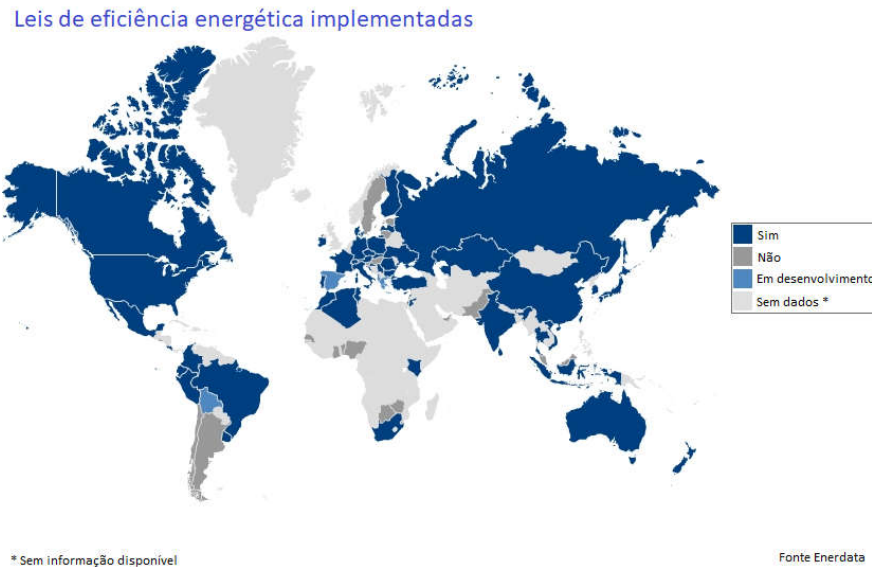 Leis de eficiência energética implementadas
Sim
Não
Em desenvolvimento
Sem dados *
* Sem informação disponível
Fonte Enerdata